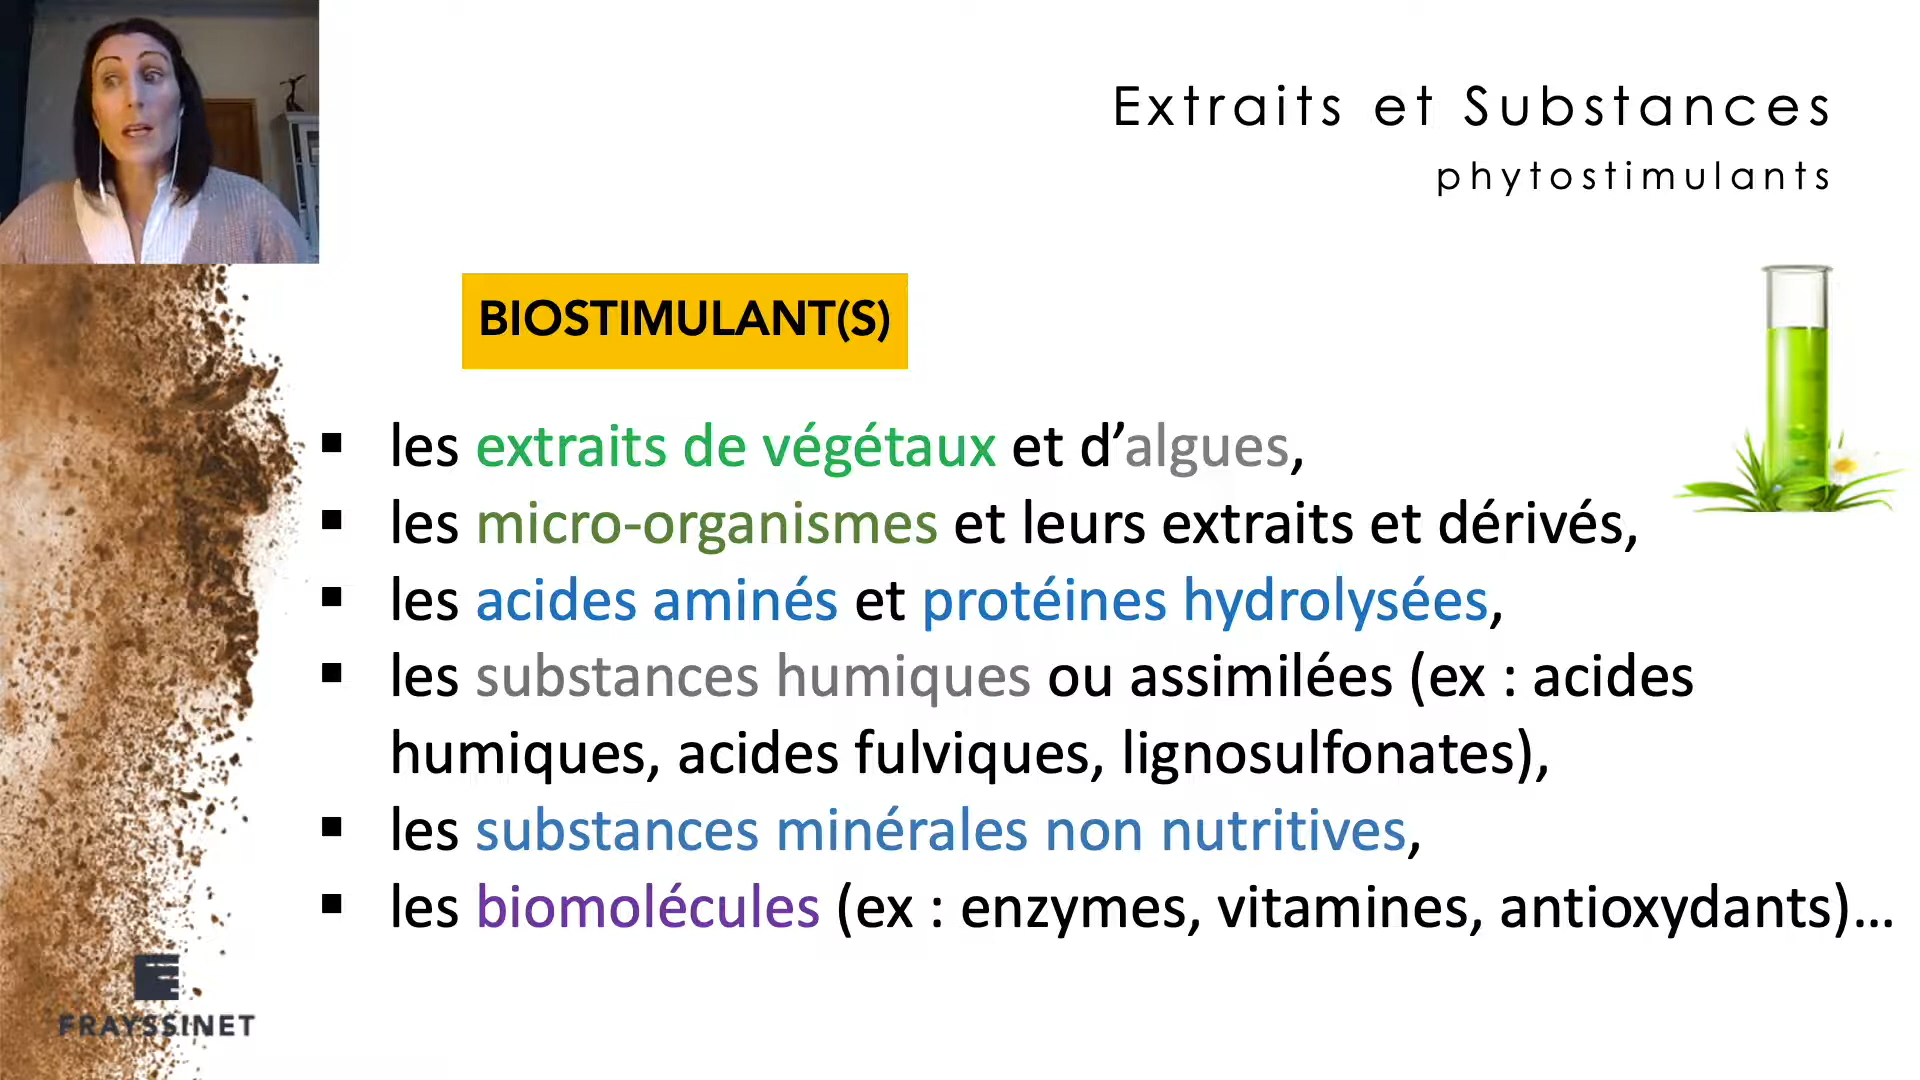 Extraits et Substances
phytostimulants
BIOSTIMULANT(S)
▪ les extraits de végétaux et d’algues,
▪ les micro-organismes et leurs extraits et dérivés,
▪ les acides aminés et protéines hydrolysées,
▪ les substances humiques ou assimilées (ex : acides
humiques, acides fulviques, lignosulfonates),
▪ les substances minérales non nutritives,
▪ les biomolécules (ex : enzymes, vitamines, antioxydants)...
FRAYSSINET